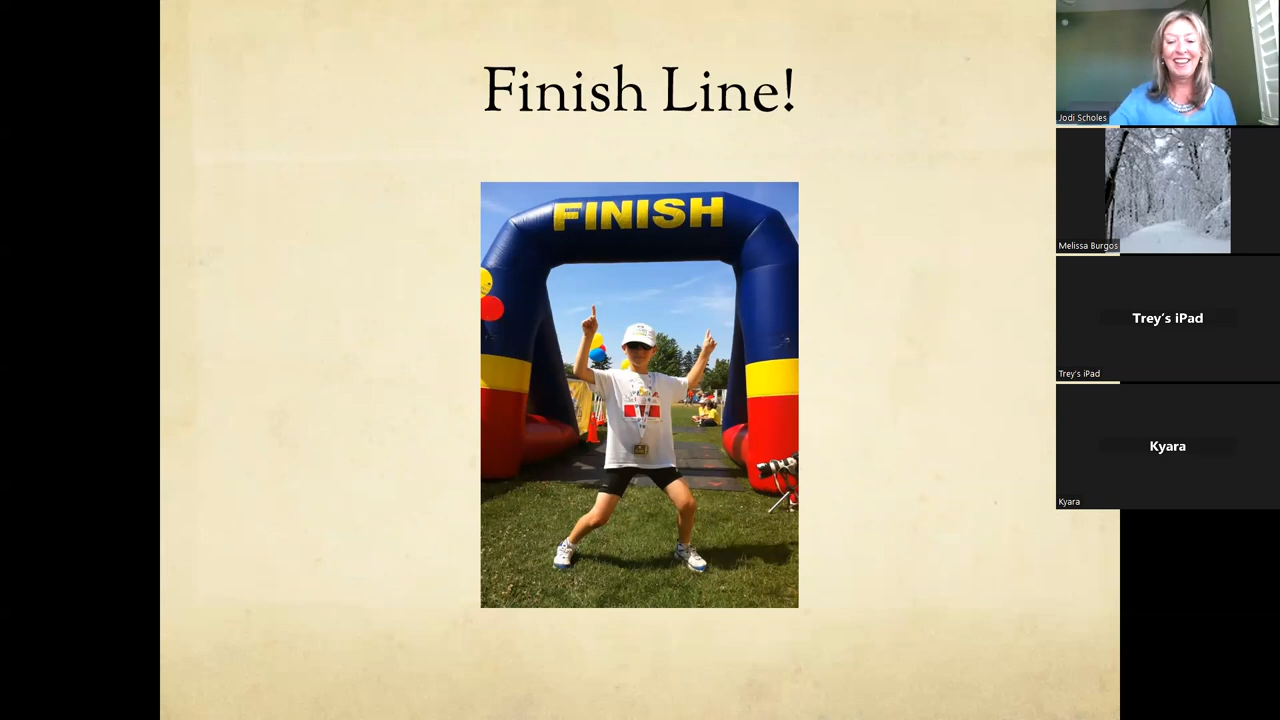 Finish Line!
FINISH
Jodi Scholes
Melissa Burgos
Trey's iPad
Trey's iPad
Kyara
Kyara